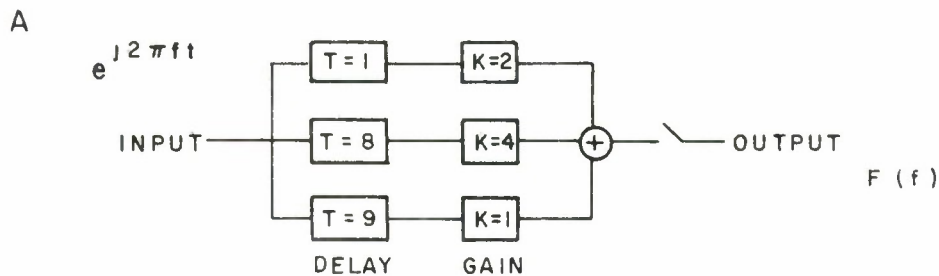 A
e^{j2πft}
T=1 K=2
INPUT T=8 K=4 + OUTPUT
F(f)
T=9 K=1
DELAY GAIN